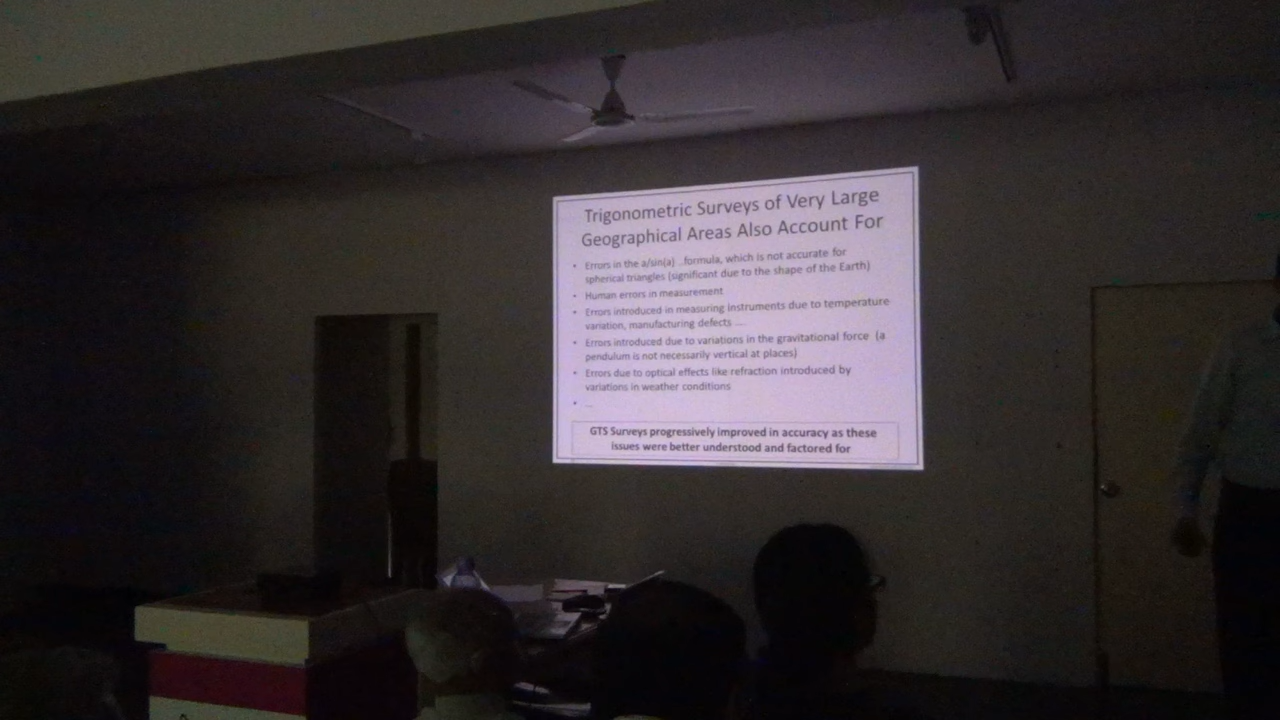 Trigonometric Surveys of Very Large
Geographical Areas Also Account For
• Errors in the a/sin(a) ..formula, which is not accurate for
spherical triangles (significant due to the shape of the Earth)
• Human errors in measurement
• Errors introduced in measuring instruments due to temperature
variation, manufacturing defects ....
• Errors introduced due to variations in the gravitational force (a
pendulum is not necessarily vertical at places)
• Errors due to optical effects like refraction introduced by
variations in weather conditions
• ...
GTS Surveys progressively improved in accuracy as these
issues were better understood and factored for